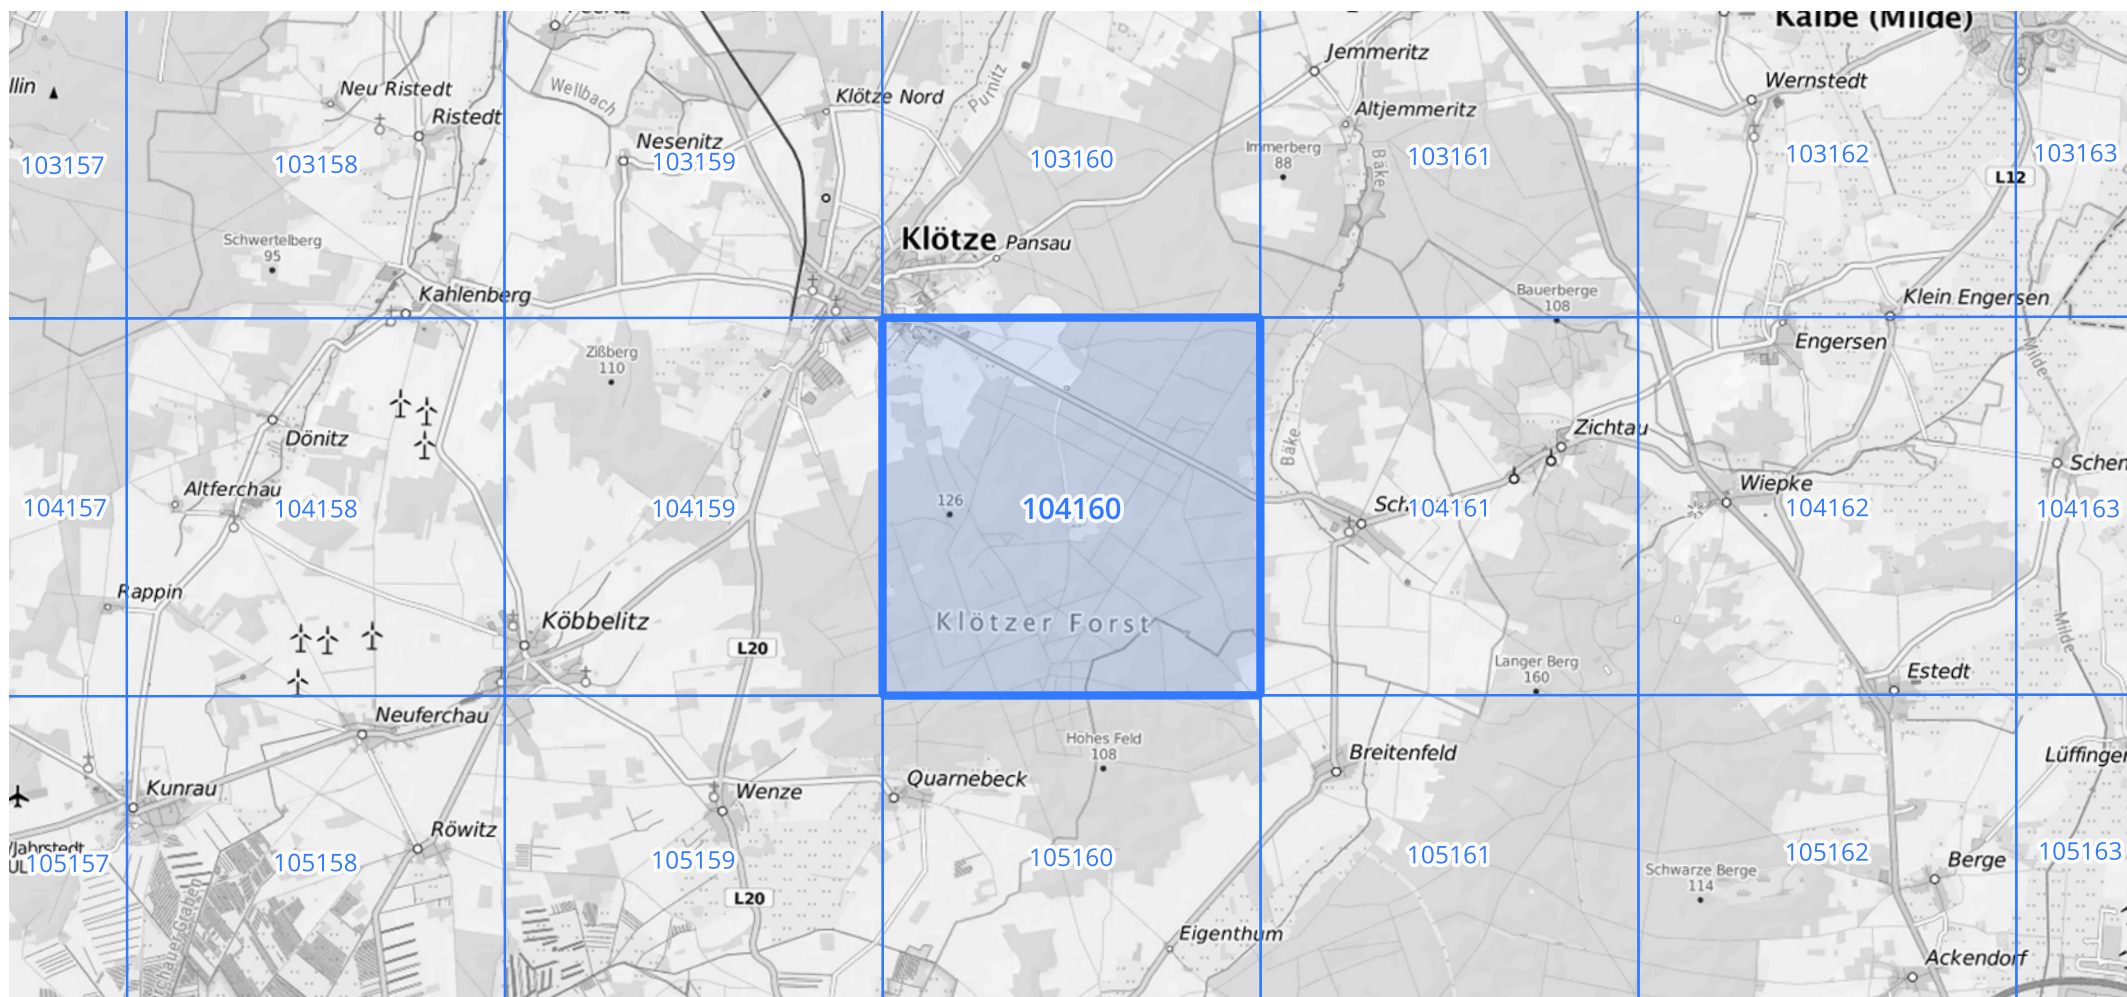 Kalbe (Milde)
Jemmeritz
Wernstedt
Neu Ristedt
Wellbach
Klötze Nord
Purnitz
Altjemmeritz
Ristedt
Nesenitz
Immerberg
88
Bäke
103157
103158
103159
103160
103161
103162
103163
L12
Schwertelberg
95
Klötze
Pansau
Kahlenberg
Bauerberge
108
Klein Engersen
Zißberg
110
Engersen
Milde
Dönitz
Bäke
Zichtau
Altferchau
126
Wiepke
104157
104158
104159
104160
104161
104162
104163
Rappin
Köbbelitz
Klötzer Forst
Milde
L20
Langer Berg
160
Estedt
Neuferchau
Hohes Feld
108
Breitenfeld
Kunrau
Wenze
Quarnebeck
Röwitz
105157
105158
105159
105160
105161
105162
105163
Schwarze Berge
114
Berge
L20
Eigenthum
Ackendorf